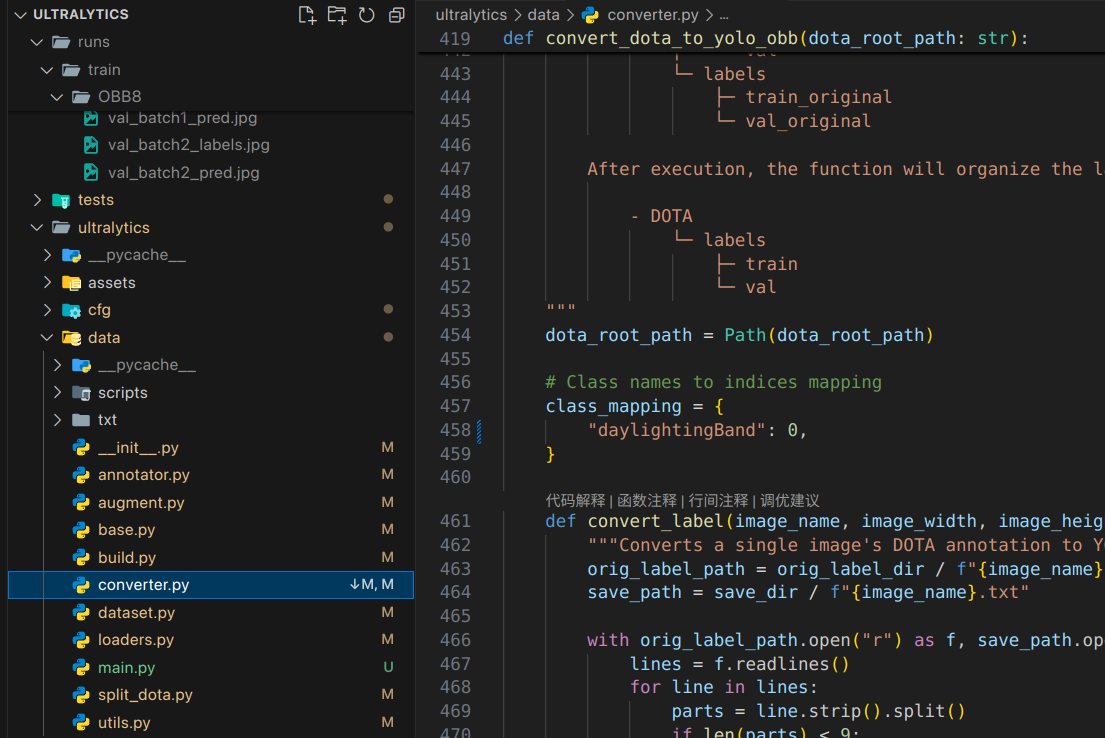 ULTRALYTICS
runs
train
OBB8
val_batch1_pred.jpg
val_batch2_labels.jpg
val_batch2_pred.jpg
tests
ultralytics
__pycache__
assets
cfg
data
__pycache__
scripts
txt
__init__.py M
annotator.py M
augment.py M
base.py M
build.py M
converter.py ↓M, M
dataset.py M
loaders.py M
main.py U
split_dota.py M
utils.py M
ultralytics > data > converter.py > ...
419 def convert_dota_to_yolo_obb(dota_root_path: str):
443 └─ labels
444 ├─ train_original
445 └─ val_original
446
447 After execution, the function will organize the l
448
449 - DOTA
450 └─ labels
451 ├─ train
452 └─ val
453 """
454 dota_root_path = Path(dota_root_path)
455
456 # Class names to indices mapping
457 class_mapping = {
458 "daylightingBand": 0,
459 }
460
代码解释 | 函数注释 | 行间注释 | 调优建议
461 def convert_label(image_name, image_width, image_heig
462 """Converts a single image's DOTA annotation to Y
463 orig_label_path = orig_label_dir / f"{image_name}
464 save_path = save_dir / f"{image_name}.txt"
465
466 with orig_label_path.open("r") as f, save_path.op
467 lines = f.readlines()
468 for line in lines:
469 parts = line.strip().split()
470 if len(parts) < 9: